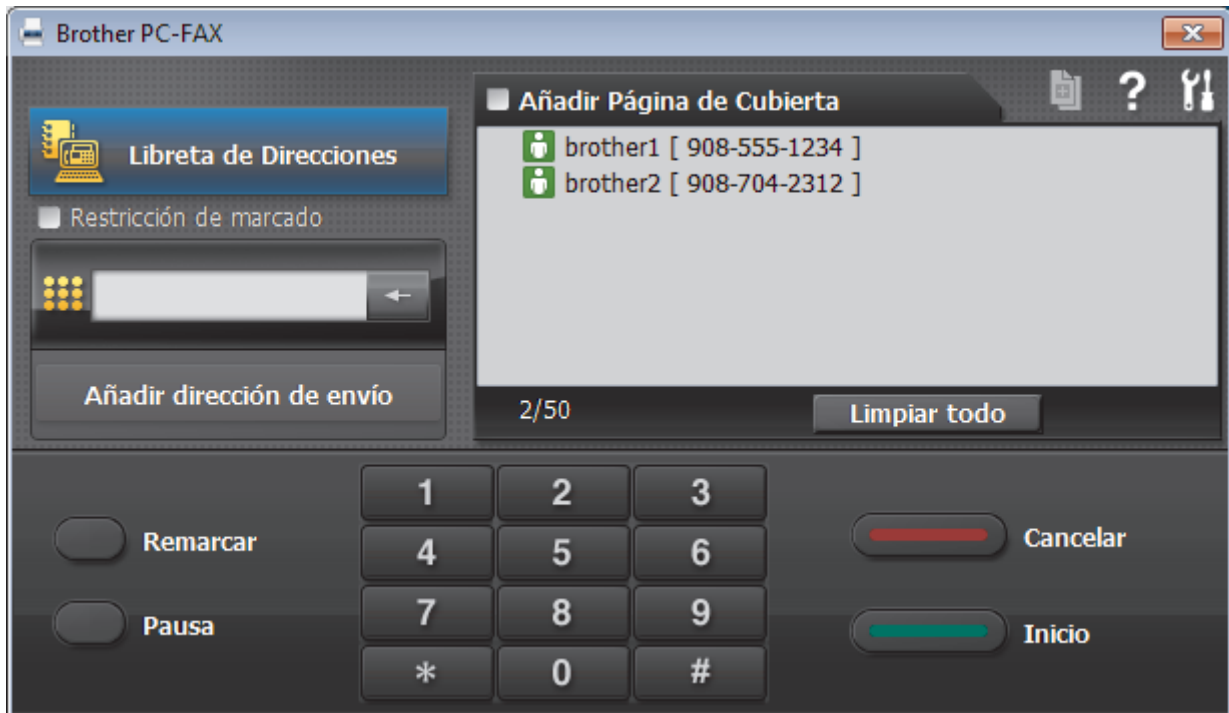 Brother PC-FAX
Libreta de Direcciones
Restricción de marcado
Añadir dirección de envío
Añadir Página de Cubierta
?
brother1 [ 908-555-1234 ]
brother2 [ 908-704-2312 ]
2/50
Limpiar todo
Remarcar
Pausa
1 2 3
4 5 6
7 8 9
* 0 #
Cancelar
Inicio